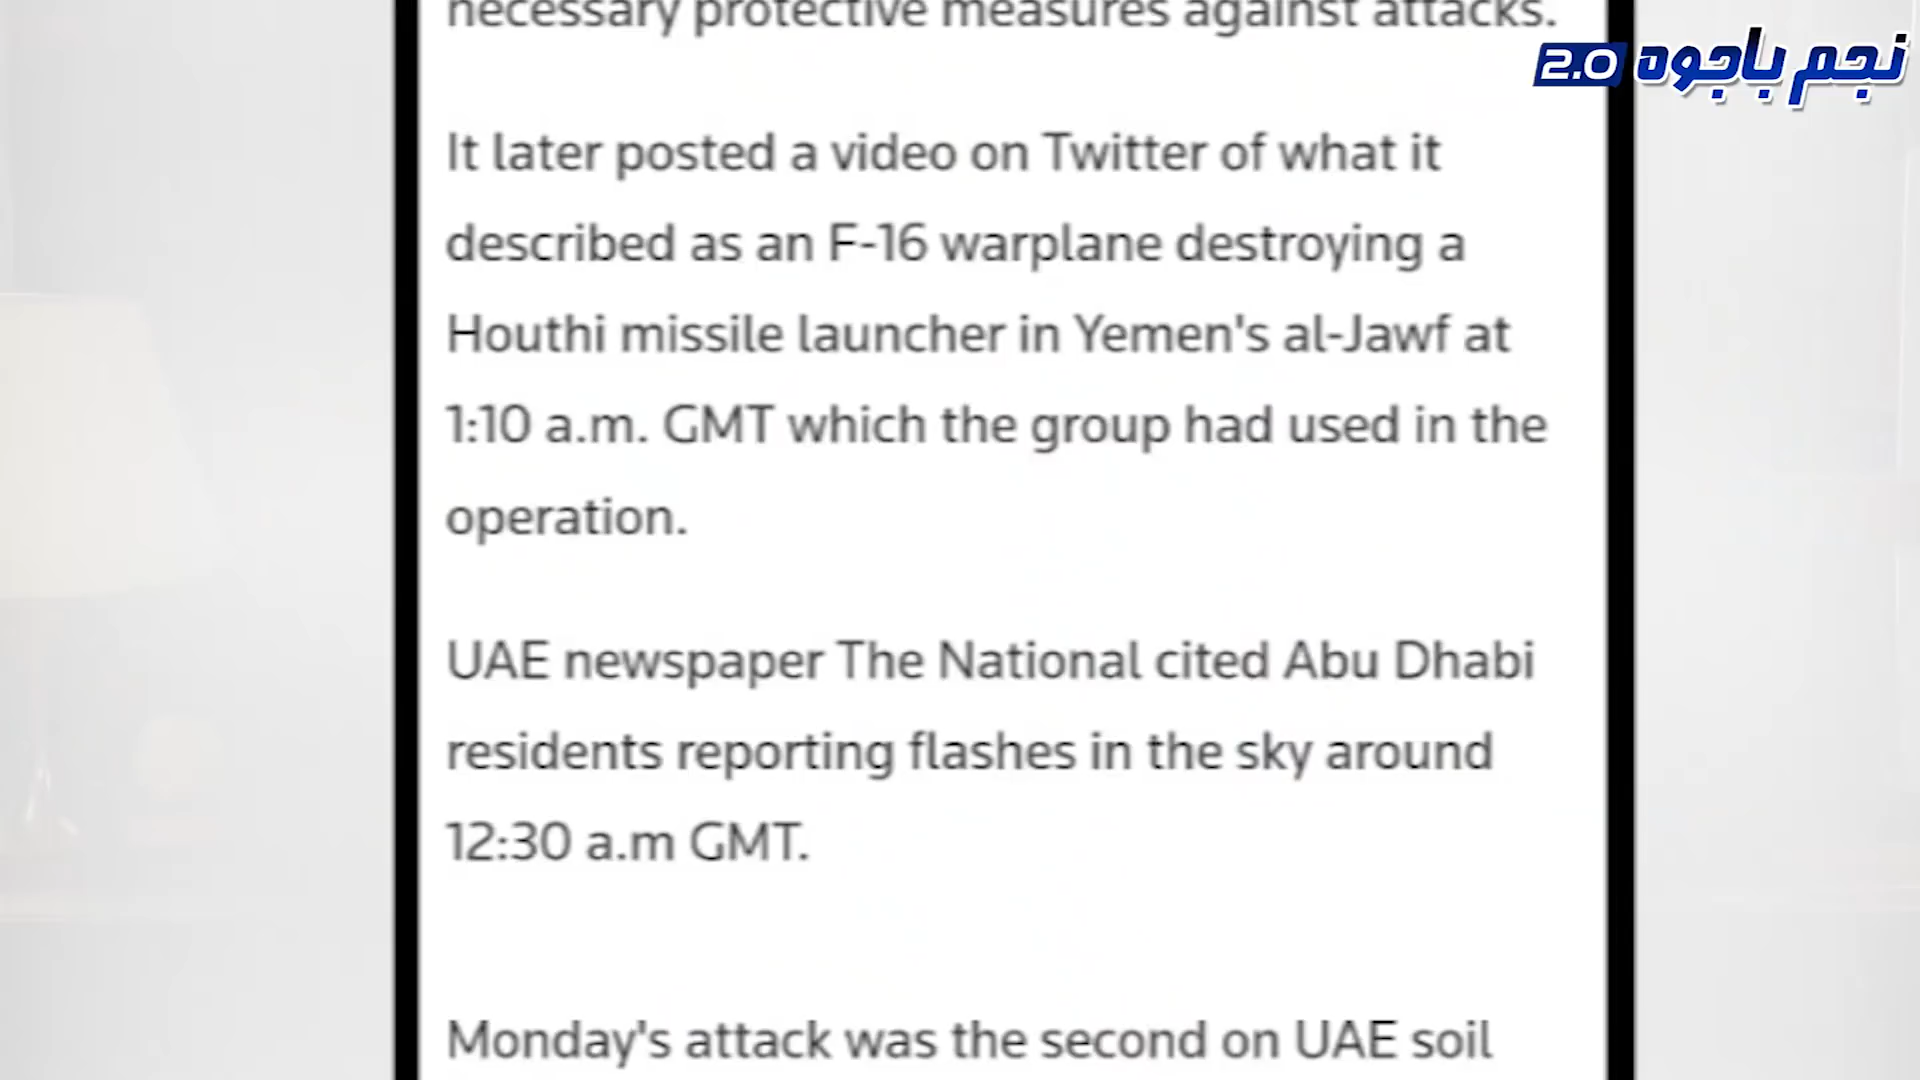 necessary protective measures against attacks.
نجم باجوه 2.0
It later posted a video on Twitter of what it
described as an F-16 warplane destroying a
Houthi missile launcher in Yemen's al-Jawf at
1:10 a.m. GMT which the group had used in the
operation.
UAE newspaper The National cited Abu Dhabi
residents reporting flashes in the sky around
12:30 a.m GMT.
Monday's attack was the second on UAE soil